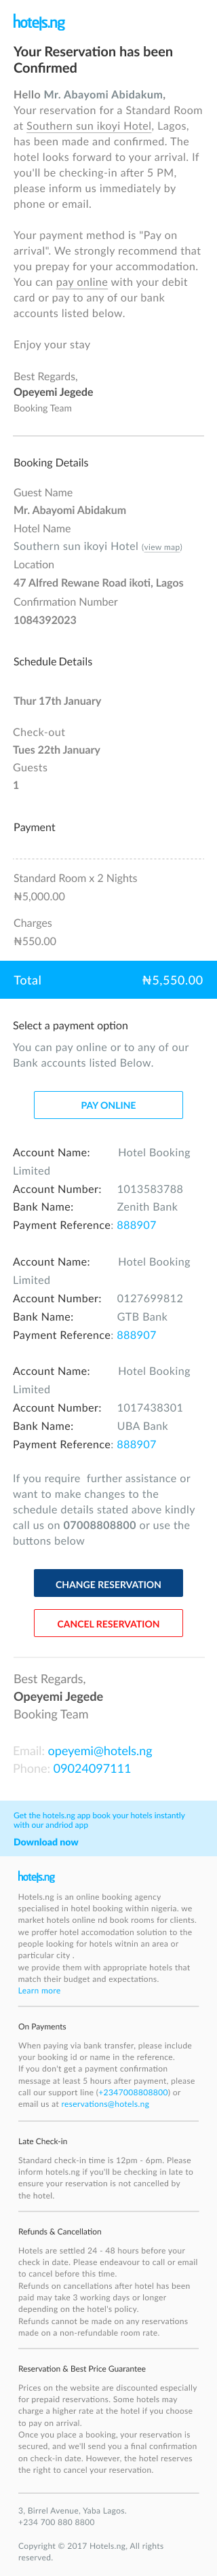 hotels.ng
Your Reservation has been
Confirmed
Hello Mr. Abayomi Abidakum,
Your reservation for a Standard Room
at Southern sun ikoyi Hotel, Lagos,
has been made and confirmed. The
hotel looks forward to your arrival. If
you'll be checking-in after 5 PM,
please inform us immediately by
phone or email.
Your payment method is "Pay on
arrival". We strongly recommend that
you prepay for your accommodation.
You can pay online with your debit
card or pay to any of our bank
accounts listed below.
Enjoy your stay
Best Regards,
Opeyemi Jegede
Booking Team
Booking Details
Guest Name
Mr. Abayomi Abidakum
Hotel Name
Southern sun ikoyi Hotel (view map)
Location
47 Alfred Rewane Road ikoti, Lagos
Confirmation Number
1084392023
Schedule Details
Thur 17th January
Check-out
Tues 22th January
Guests
1
Payment
Standard Room x 2 Nights
₦5,000.00
Charges
₦550.00
Total ₦5,550.00
Select a payment option
You can pay online or to any of our
Bank accounts listed Below.
PAY ONLINE
Account Name: Hotel Booking
Limited
Account Number: 1013583788
Bank Name: Zenith Bank
Payment Reference: 888907
Account Name: Hotel Booking
Limited
Account Number: 0127699812
Bank Name: GTB Bank
Payment Reference: 888907
Account Name: Hotel Booking
Limited
Account Number: 1017438301
Bank Name: UBA Bank
Payment Reference: 888907
If you require further assistance or
want to make changes to the
schedule details stated above kindly
call us on 07008808800 or use the
buttons below
CHANGE RESERVATION
CANCEL RESERVATION
Best Regards,
Opeyemi Jegede
Booking Team
Email: opeyemi@hotels.ng
Phone: 09024097111
Get the hotels.ng app book your hotels instantly
with our andriod app
Download now
hotels.ng
Hotels.ng is an online booking agency
specialised in hotel booking within nigeria. we
market hotels online nd book rooms for clients.
we proffer hotel accomodation solution to the
people looking for hotels witnin an area or
particular city .
we provide them with appropriate hotels that
match their budget and expectations.
Learn more
On Payments
When paying via bank transfer, please include
your booking id or name in the reference.
If you don't get a payment confirmation
message at least 5 hours after payment, please
call our support line (+2347008808800) or
email us at reservations@hotels.ng
Late Check-in
Standard check-in time is 12pm - 6pm. Please
inform hotels.ng if you'll be checking in late to
ensure your reservation is not cancelled by
the hotel.
Refunds & Cancellation
Hotels are settled 24 - 48 hours before your
check in date. Please endeavour to call or email
to cancel before this time.
Refunds on cancellations after hotel has been
paid may take 3 working days or longer
depending on the hotel's policy.
Refunds cannot be made on any reservations
made on a non-refundable room rate.
Reservation & Best Price Guarantee
Prices on the website are discounted especially
for prepaid reservations. Some hotels may
charge a higher rate at the hotel if you choose
to pay on arrival.
Once you place a booking, your reservation is
secured, and we'll send you a final confirmation
on check-in date. However, the hotel reserves
the right to cancel your reservation.
3, Birrel Avenue, Yaba Lagos.
+234 700 880 8800
Copyright © 2017 Hotels.ng, All rights
reserved.